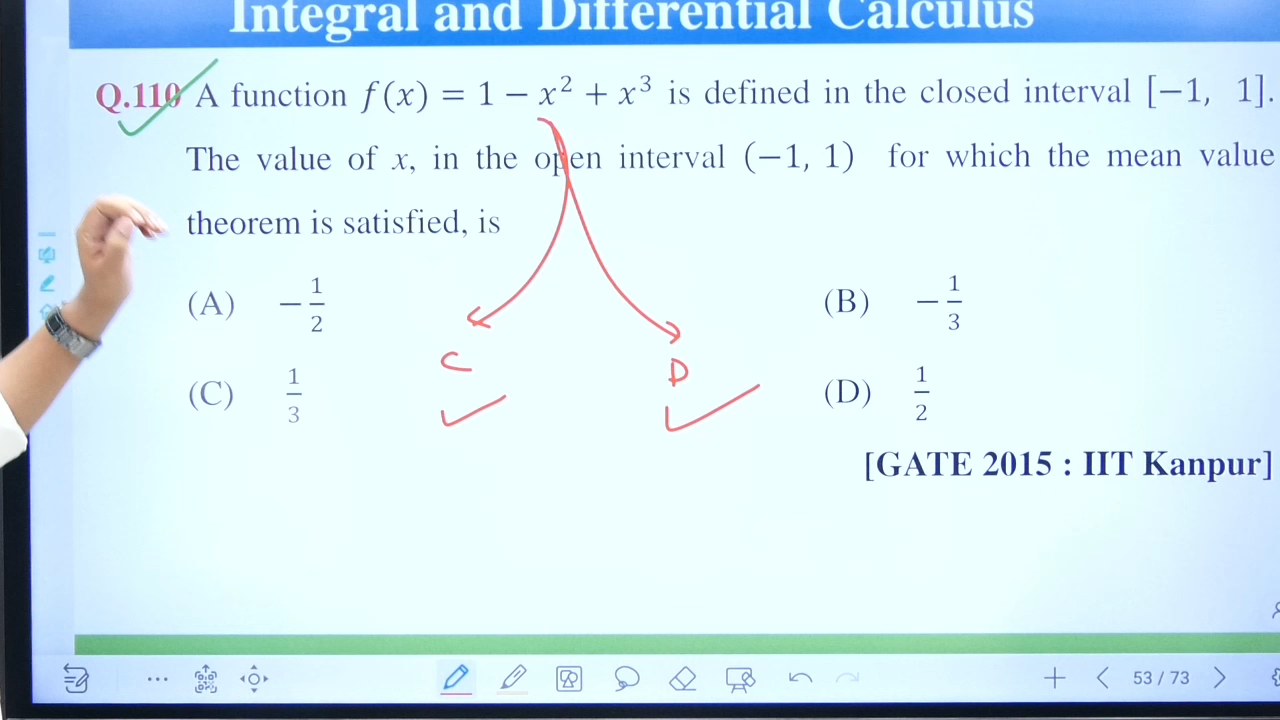 Integral and Differential Calculus
Q.110 A function f(x) = 1 − x² + x³ is defined in the closed interval [−1, 1].
The value of x, in the open interval (−1, 1) for which the mean value
theorem is satisfied, is
(A) −1/2
(B) −1/3
C
D
(C) 1/3
(D) 1/2
[GATE 2015 : IIT Kanpur]
53 / 73